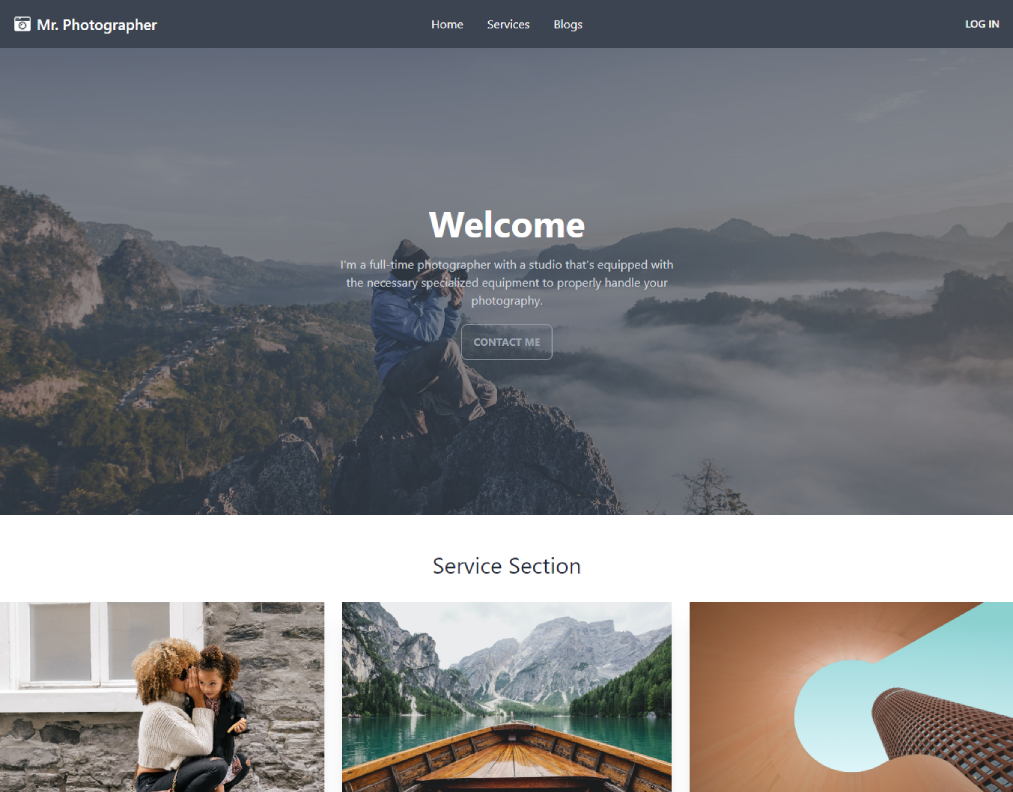 Mr. Photographer
Home Services Blogs
LOG IN
Welcome
I'm a full-time photographer with a studio that's equipped with
the necessary specialized equipment to properly handle your
photography.
CONTACT ME
Service Section